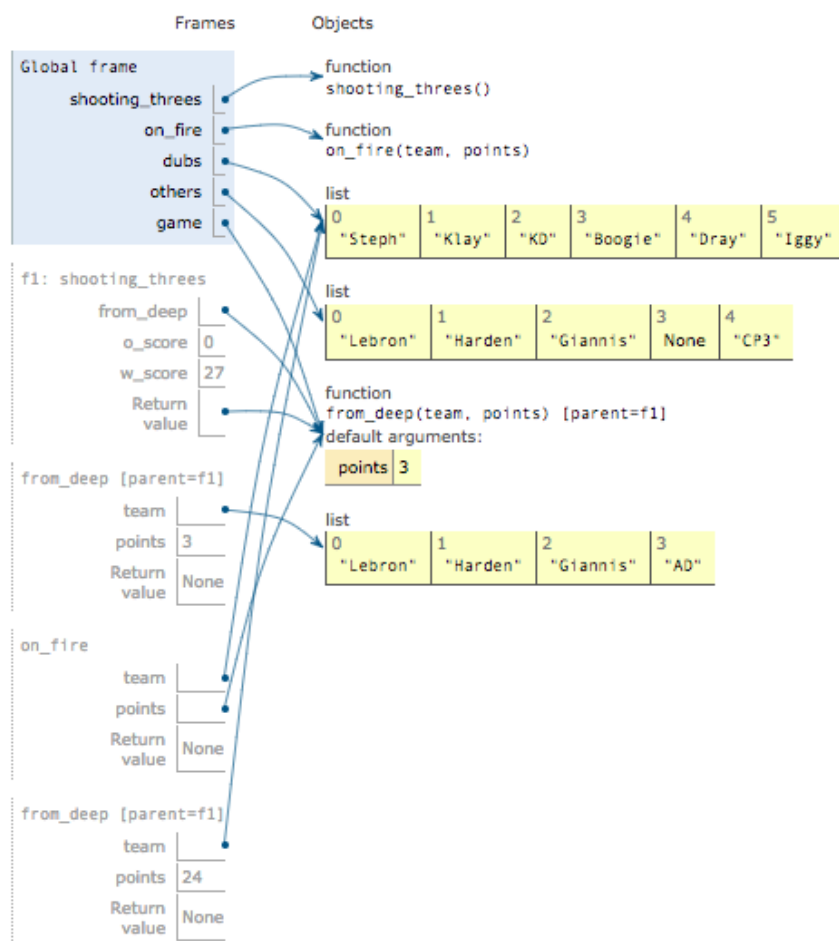 Frames
Objects
Global frame
shooting_threes
on_fire
dubs
others
game
function
shooting_threes()
function
on_fire(team, points)
list
0 1 2 3 4 5
"Steph" "Klay" "KD" "Boogie" "Dray" "Iggy"
list
0 1 2 3 4
"Lebron" "Harden" "Giannis" None "CP3"
function
from_deep(team, points) [parent=f1]
default arguments:
points 3
list
0 1 2 3
"Lebron" "Harden" "Giannis" "AD"
f1: shooting_threes
from_deep
o_score 0
w_score 27
Return
value
from_deep [parent=f1]
team
points 3
Return
value None
on_fire
team
points
Return
value None
from_deep [parent=f1]
team
points 24
Return
value None